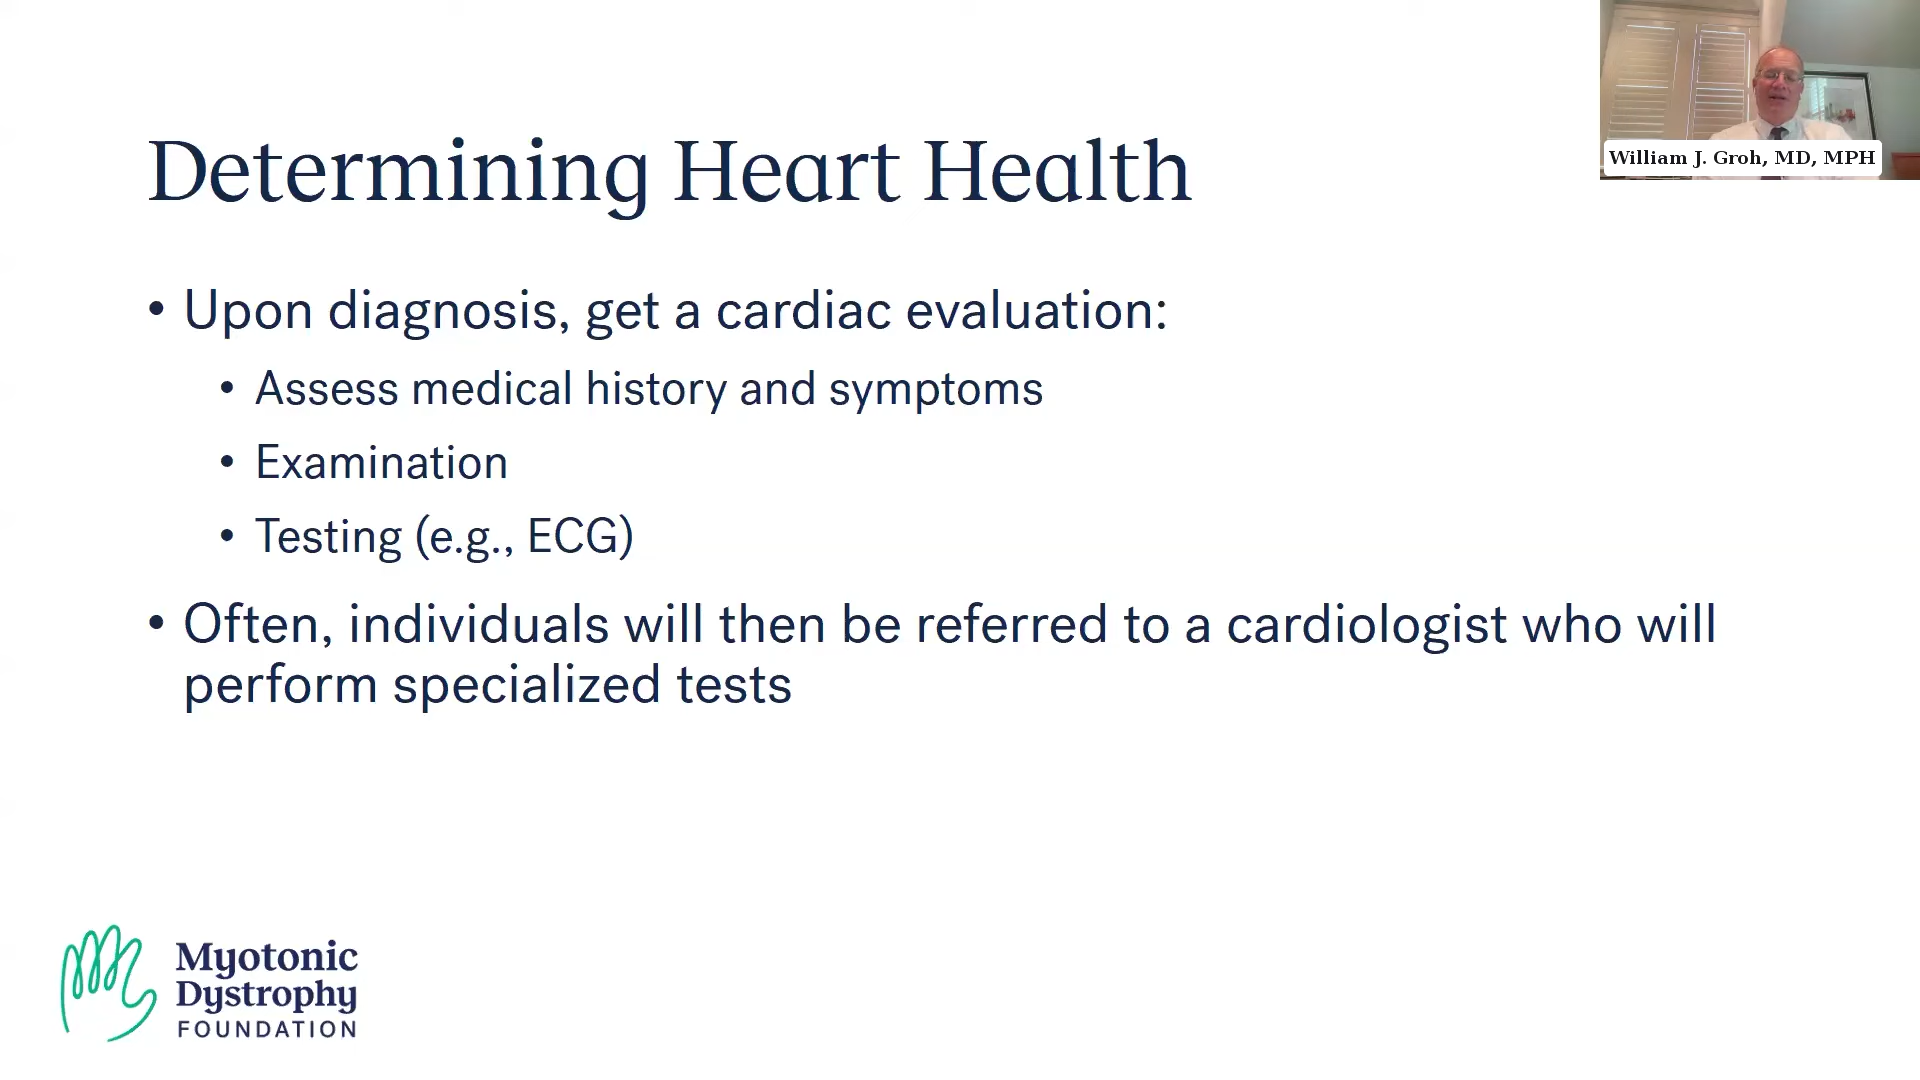 William J. Groh, MD, MPH
Determining Heart Health
• Upon diagnosis, get a cardiac evaluation:
• Assess medical history and symptoms
• Examination
• Testing (e.g., ECG)
• Often, individuals will then be referred to a cardiologist who will
perform specialized tests
Myotonic
Dystrophy
FOUNDATION